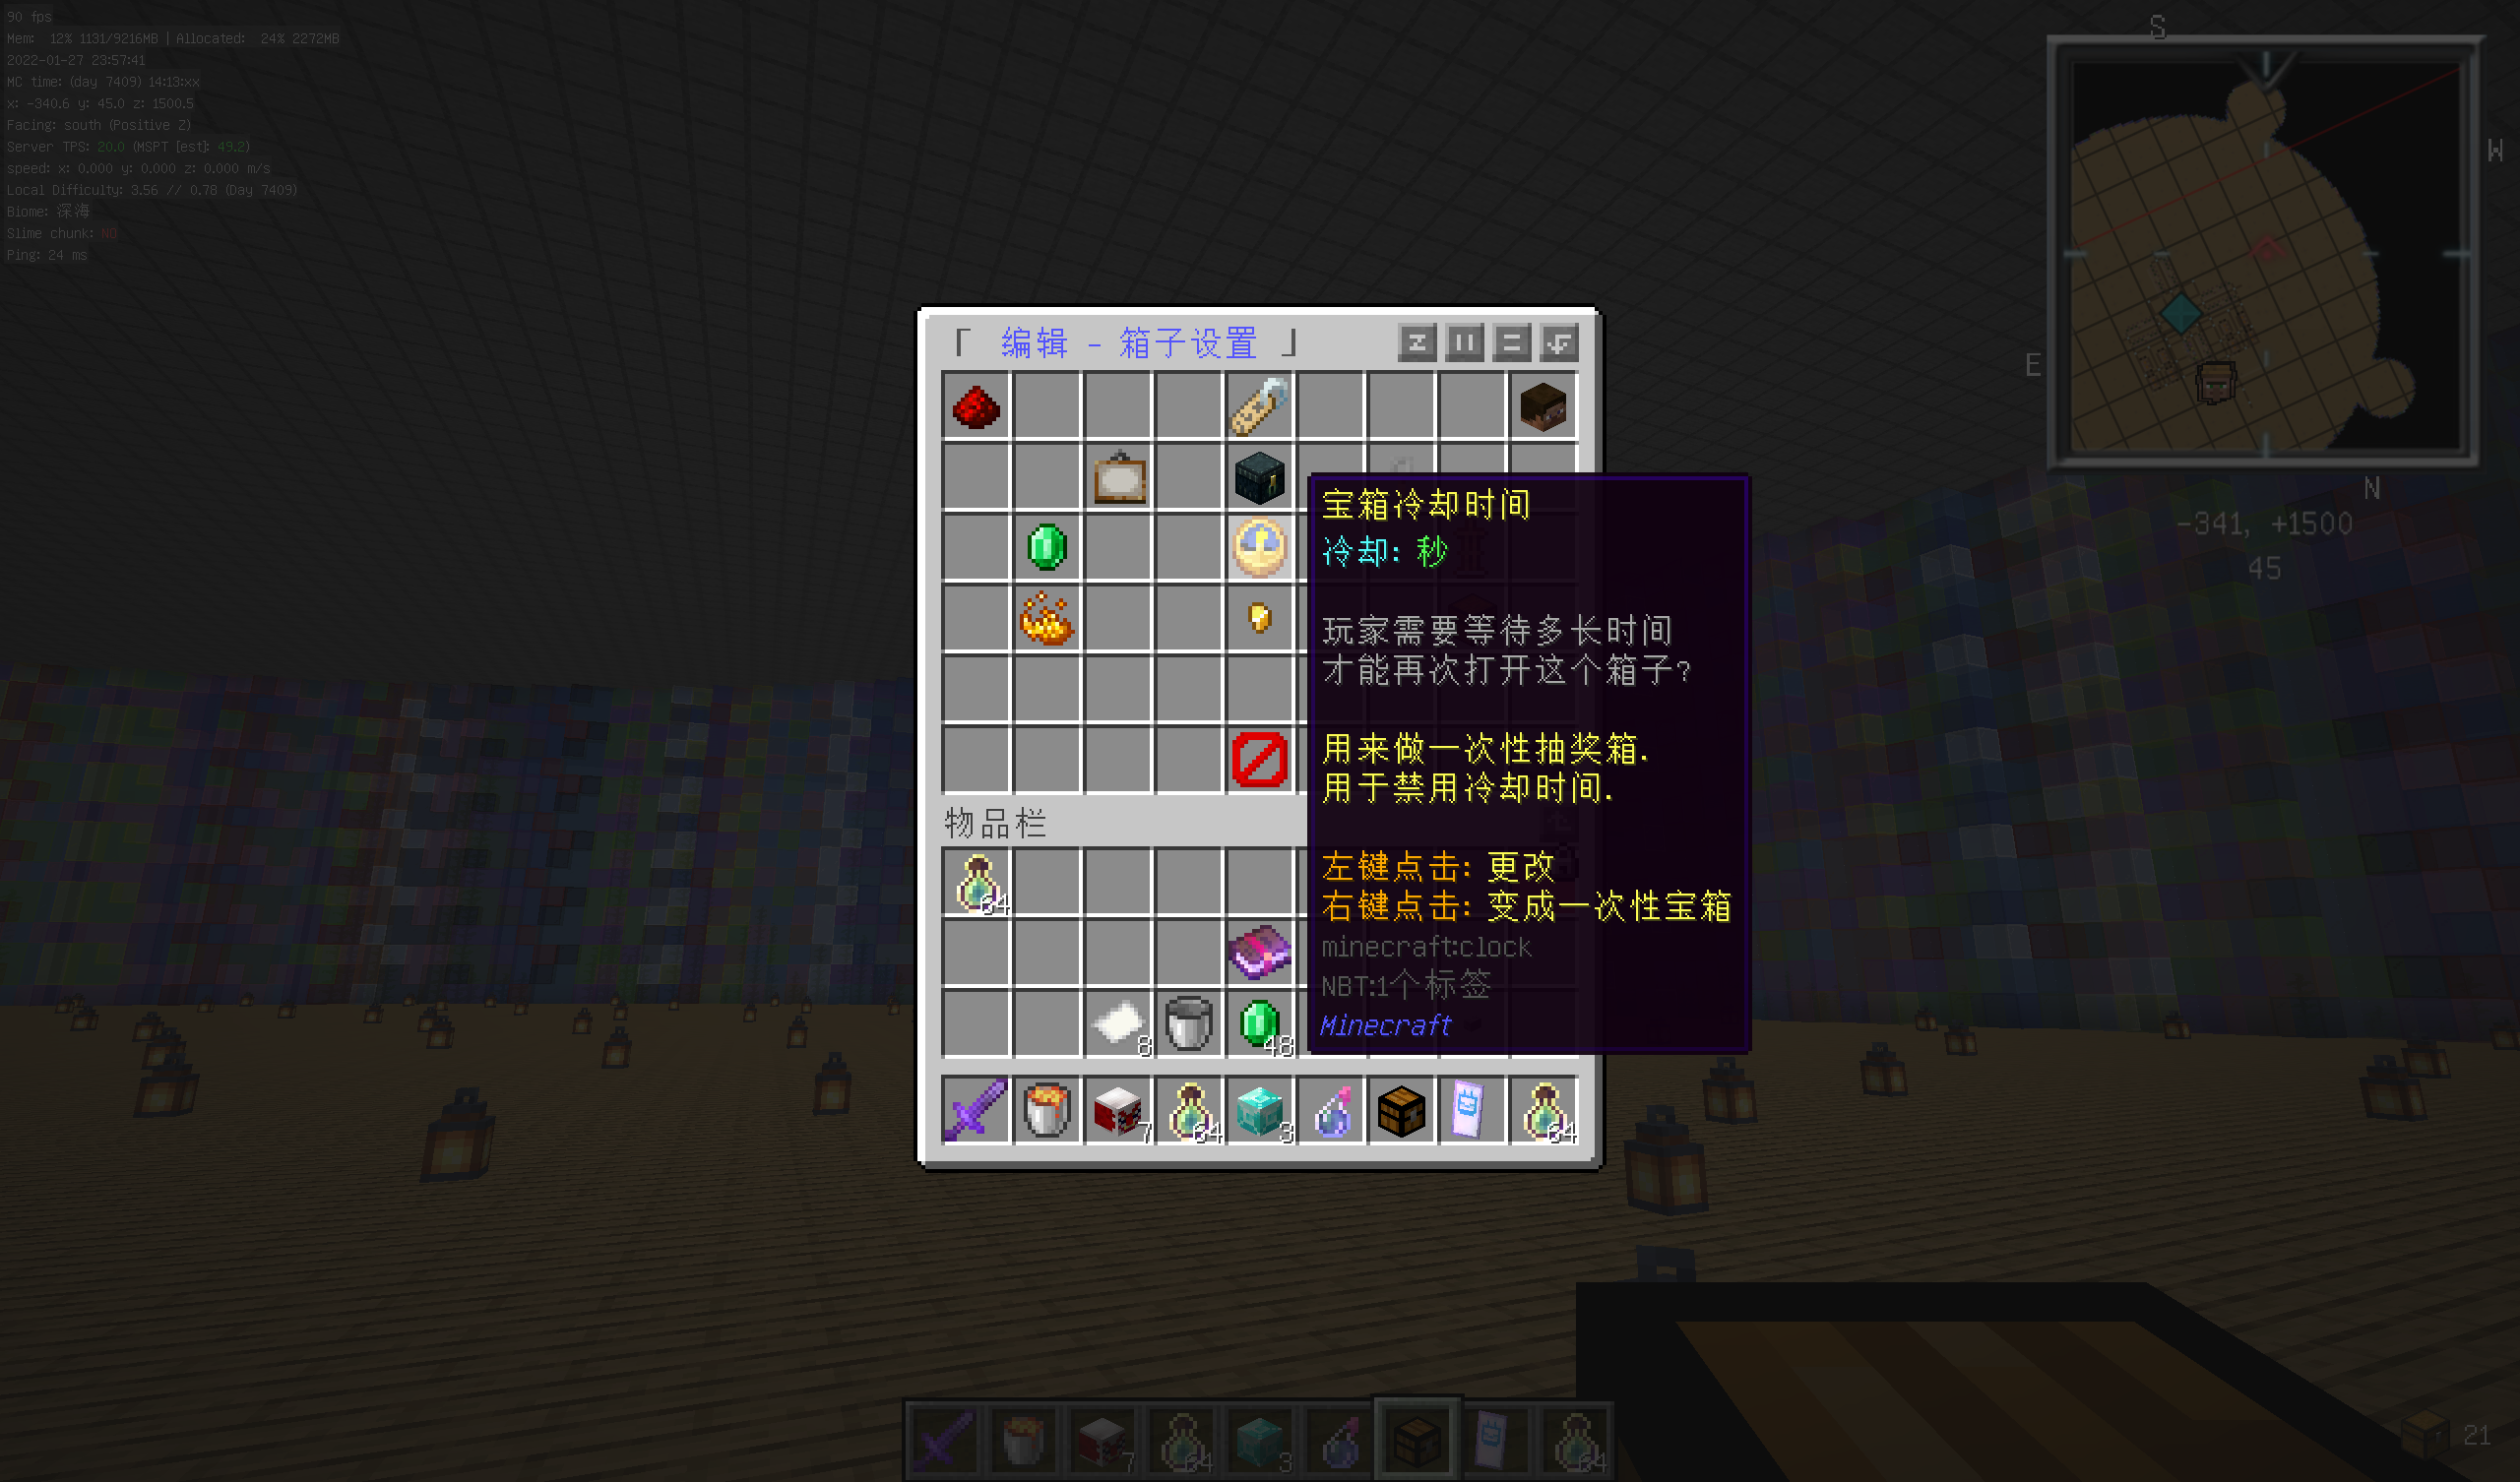 90 fps
Mem: 12% 1131/9216MB | Allocated: 24% 2272MB
2022-01-27 23:57:41
MC time: (day 7409) 14:13:xx
x: -340.6 y: 45.0 z: 1500.5
Facing: south (Positive Z)
Server TPS: 20.0 (MSPT [est]: 49.2)
speed: x: 0.000 y: 0.000 z: 0.000 m/s
Local Difficulty: 3.56 // 0.78 (Day 7409)
Biome: 深海
Slime chunk: NO
Ping: 24 ms
S
W
E
N
-341, +1500
45
「 编辑 - 箱子设置 」
宝箱冷却时间
冷却: 秒
玩家需要等待多长时间
才能再次打开这个箱子?
用来做一次性抽奖箱.
用于禁用冷却时间.
左键点击: 更改
右键点击: 变成一次性宝箱
minecraft:clock
NBT:1个标签
Minecraft
物品栏
64
8
48
7
64
3
64
7
64
3
64
21